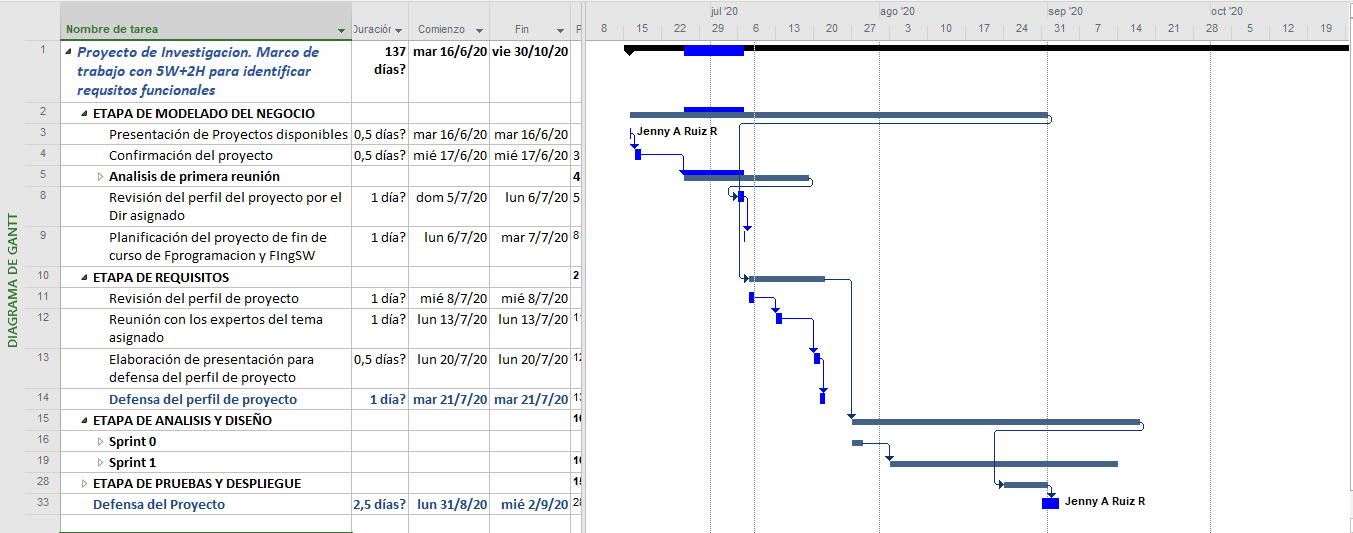 DIAGRAMA DE GANTT
Nombre de tarea Duración Comienzo Fin P
jul '20 ago '20 sep '20 oct '20
8 15 22 29 6 13 20 27 3 10 17 24 31 7 14 21 28 5 12 19
1 Proyecto de Investigacion. Marco de 137 mar 16/6/20 vie 30/10/20
trabajo con 5W+2H para identificar días?
requsitos funcionales
2 ETAPA DE MODELADO DEL NEGOCIO
3 Presentación de Proyectos disponibles 0,5 días? mar 16/6/20 mar 16/6/20 Jenny A Ruiz R
4 Confirmación del proyecto 0,5 días? mié 17/6/20 mié 17/6/20 3
5 Analisis de primera reunión 4
8 Revisión del perfil del proyecto por el 1 día? dom 5/7/20 lun 6/7/20 5
Dir asignado
9 Planificación del proyecto de fin de 1 día? lun 6/7/20 mar 7/7/20 8
curso de Fprogramacion y FIngSW
10 ETAPA DE REQUISITOS 2
11 Revisión del perfil de proyecto 1 día? mié 8/7/20 mié 8/7/20
12 Reunión con los expertos del tema 1 día? lun 13/7/20 lun 13/7/20 11
asignado
13 Elaboración de presentación para 0,5 días? lun 20/7/20 lun 20/7/20 12
defensa del perfil de proyecto
14 Defensa del perfil de proyecto 1 día? mar 21/7/20 mar 21/7/20 13
15 ETAPA DE ANALISIS Y DISEÑO 10
16 Sprint 0
19 Sprint 1 16
28 ETAPA DE PRUEBAS Y DESPLIEGUE 15
33 Defensa del Proyecto 2,5 días? lun 31/8/20 mié 2/9/20 28 Jenny A Ruiz R